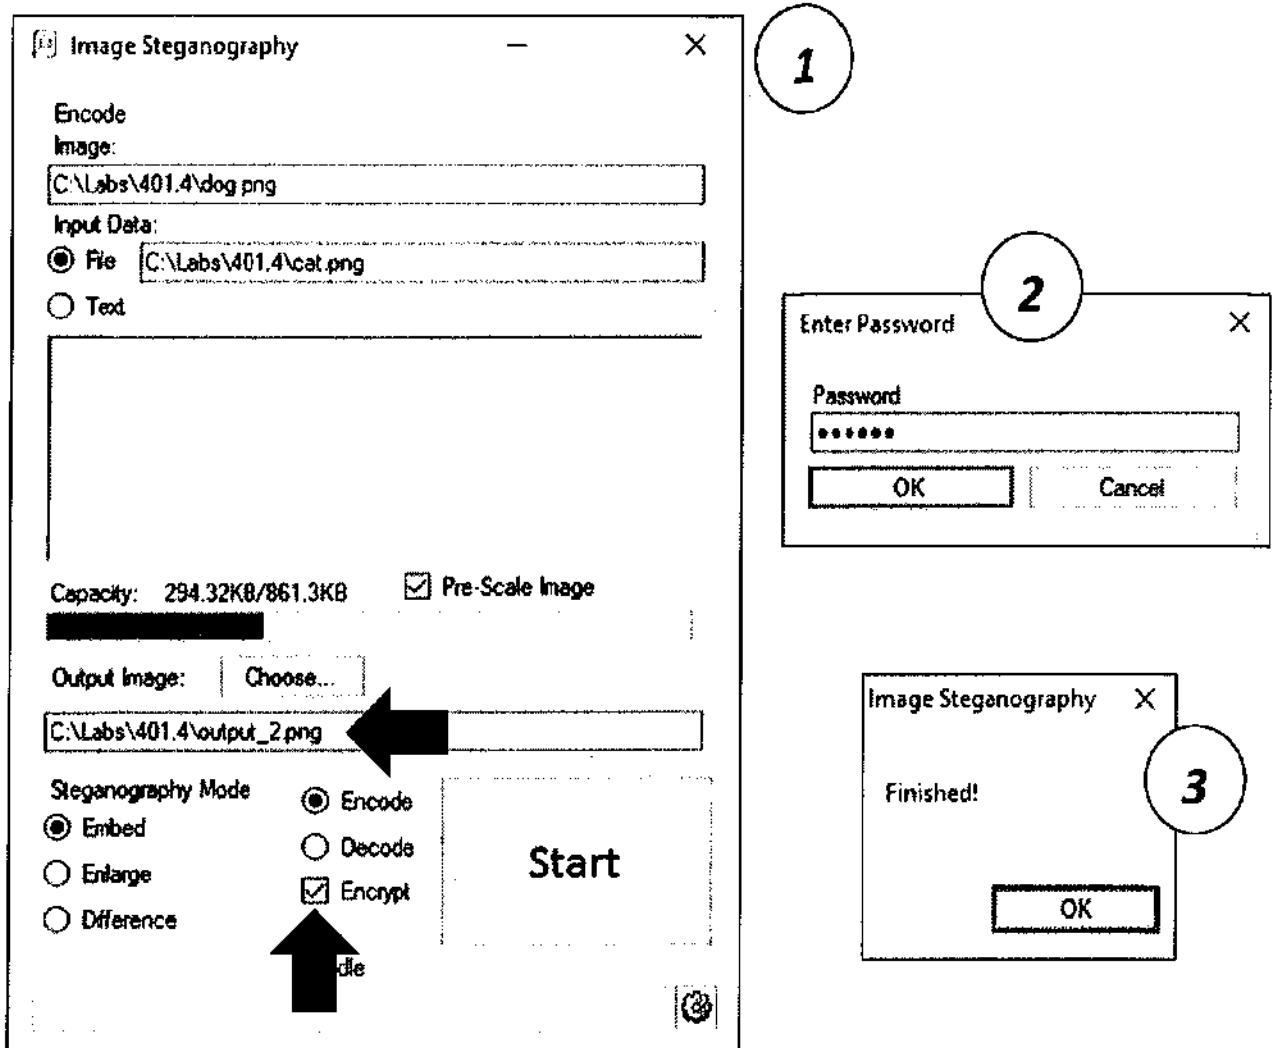 Image Steganography
1
Encode
Image:
C:\Labs\401.4\dog.png
Input Data:
File C:\Labs\401.4\cat.png
Text
Capacity: 294.32KB/861.3KB Pre-Scale Image
Output Image: Choose...
C:\Labs\401.4\output_2.png
Steganography Mode
Embed
Enlarge
Difference
Encode
Decode
Encrypt
Start
2
Enter Password
Password
••••••
OK Cancel
Image Steganography
3
Finished!
OK